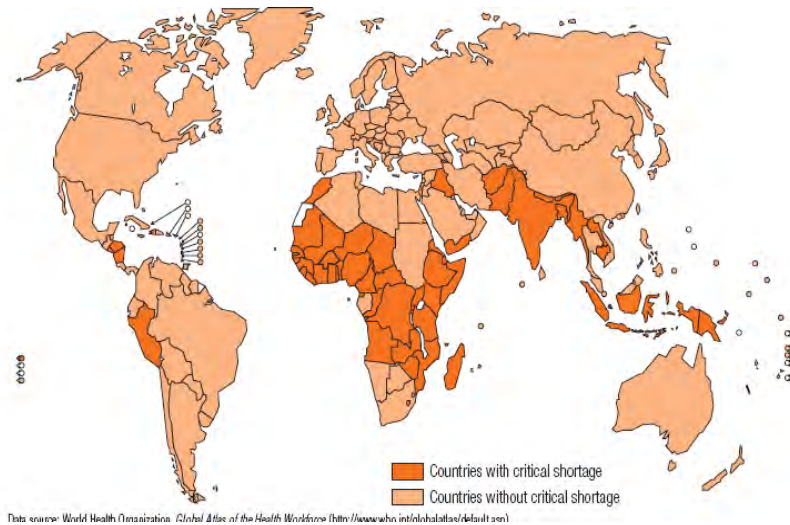 Countries with critical shortage
Countries without critical shortage
Data source: World Health Organization. Global Atlas of the Health Workforce (http://www.who.int/globalatlas/default.asp)